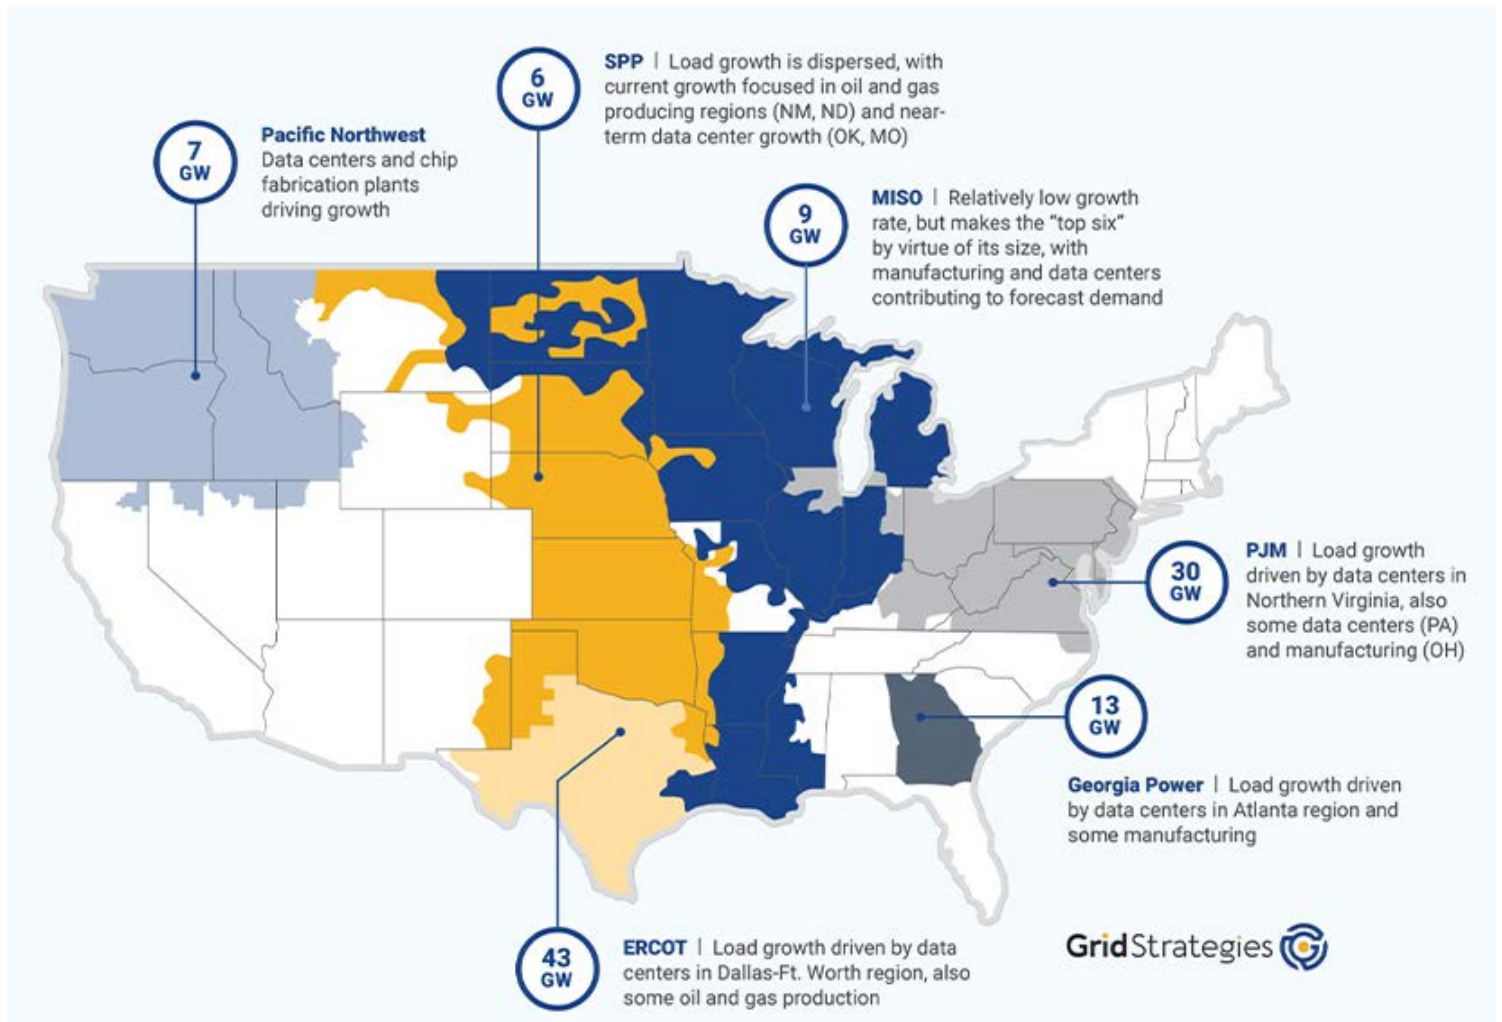 6
GW
SPP | Load growth is dispersed, with
current growth focused in oil and gas
producing regions (NM, ND) and near-
term data center growth (OK, MO)
7
GW
Pacific Northwest
Data centers and chip
fabrication plants
driving growth
9
GW
MISO | Relatively low growth
rate, but makes the “top six”
by virtue of its size, with
manufacturing and data centers
contributing to forecast demand
30
GW
PJM | Load growth
driven by data centers in
Northern Virginia, also
some data centers (PA)
and manufacturing (OH)
13
GW
Georgia Power | Load growth driven
by data centers in Atlanta region and
some manufacturing
43
GW
ERCOT | Load growth driven by data
centers in Dallas-Ft. Worth region, also
some oil and gas production
GridStrategies